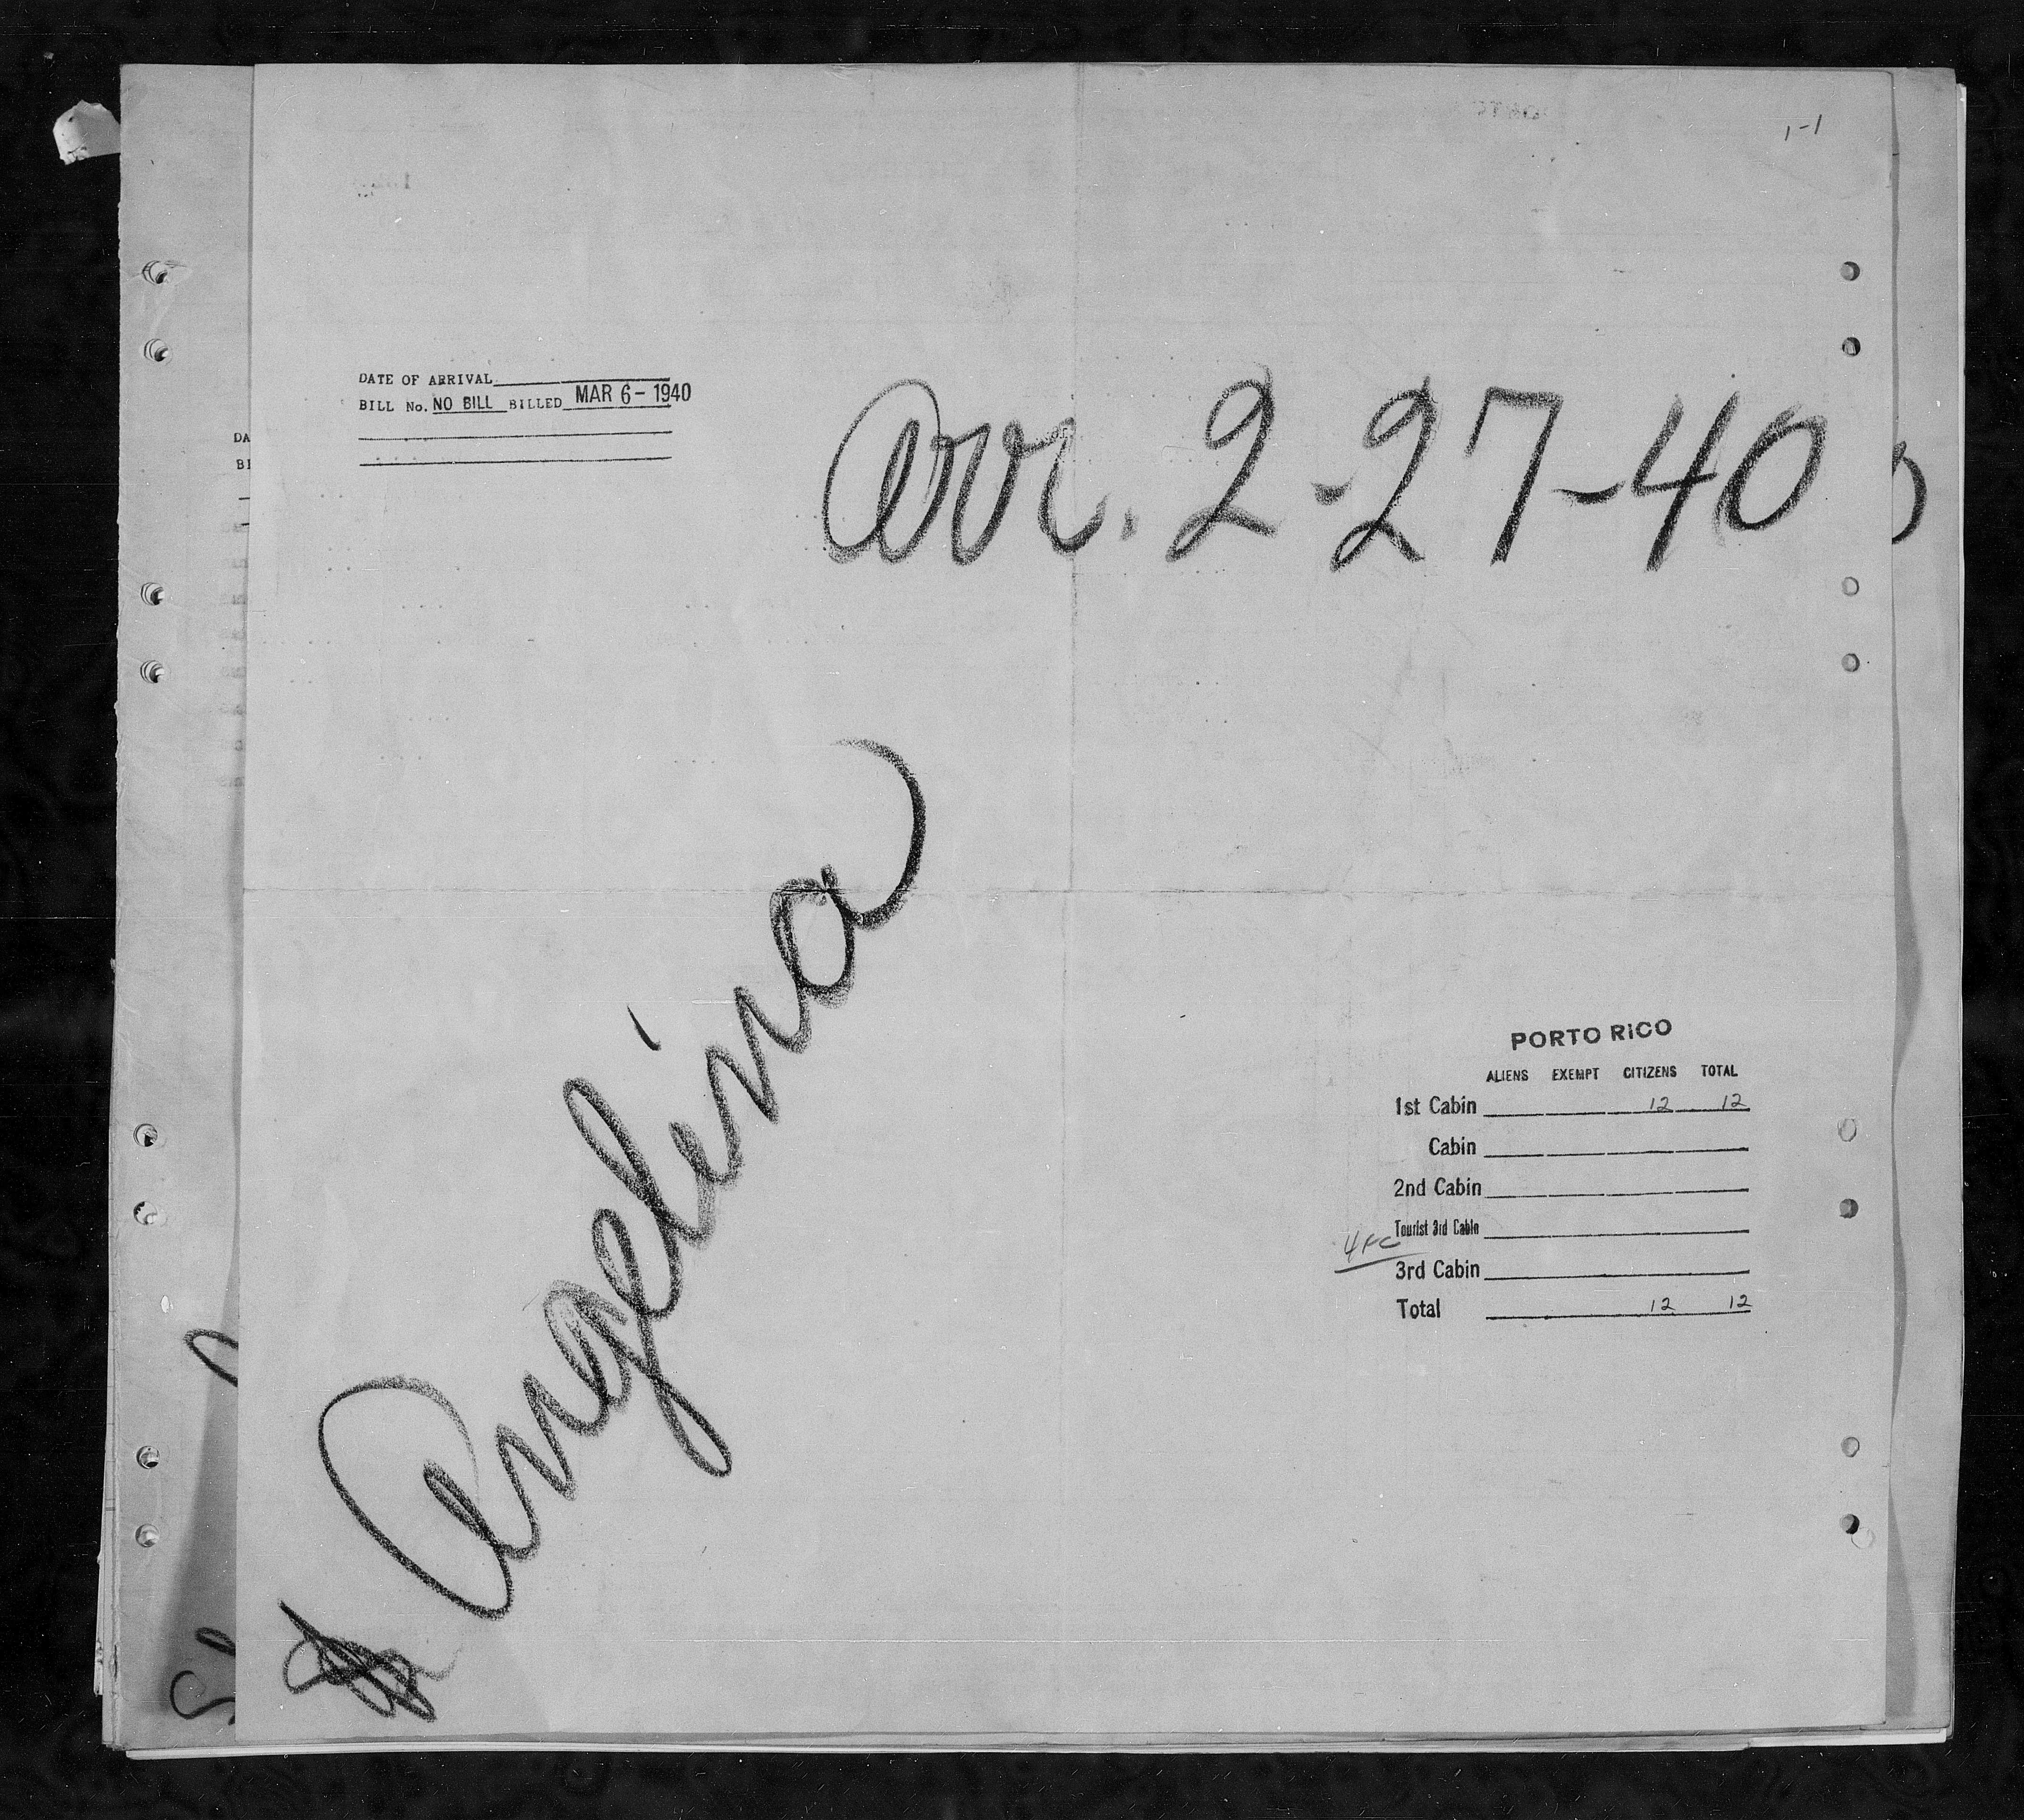 1-1
DATE OF ARRIVAL
BILL No. NO BILL BILLED MAR 6 - 1940
Arr. 2-27-40
DA
BI
Angelina
PORTO RICO
ALIENS EXEMPT CITIZENS TOTAL
1st Cabin 12 12
Cabin
2nd Cabin
Tourist 3rd Cabin
3rd Cabin
Total 12 12